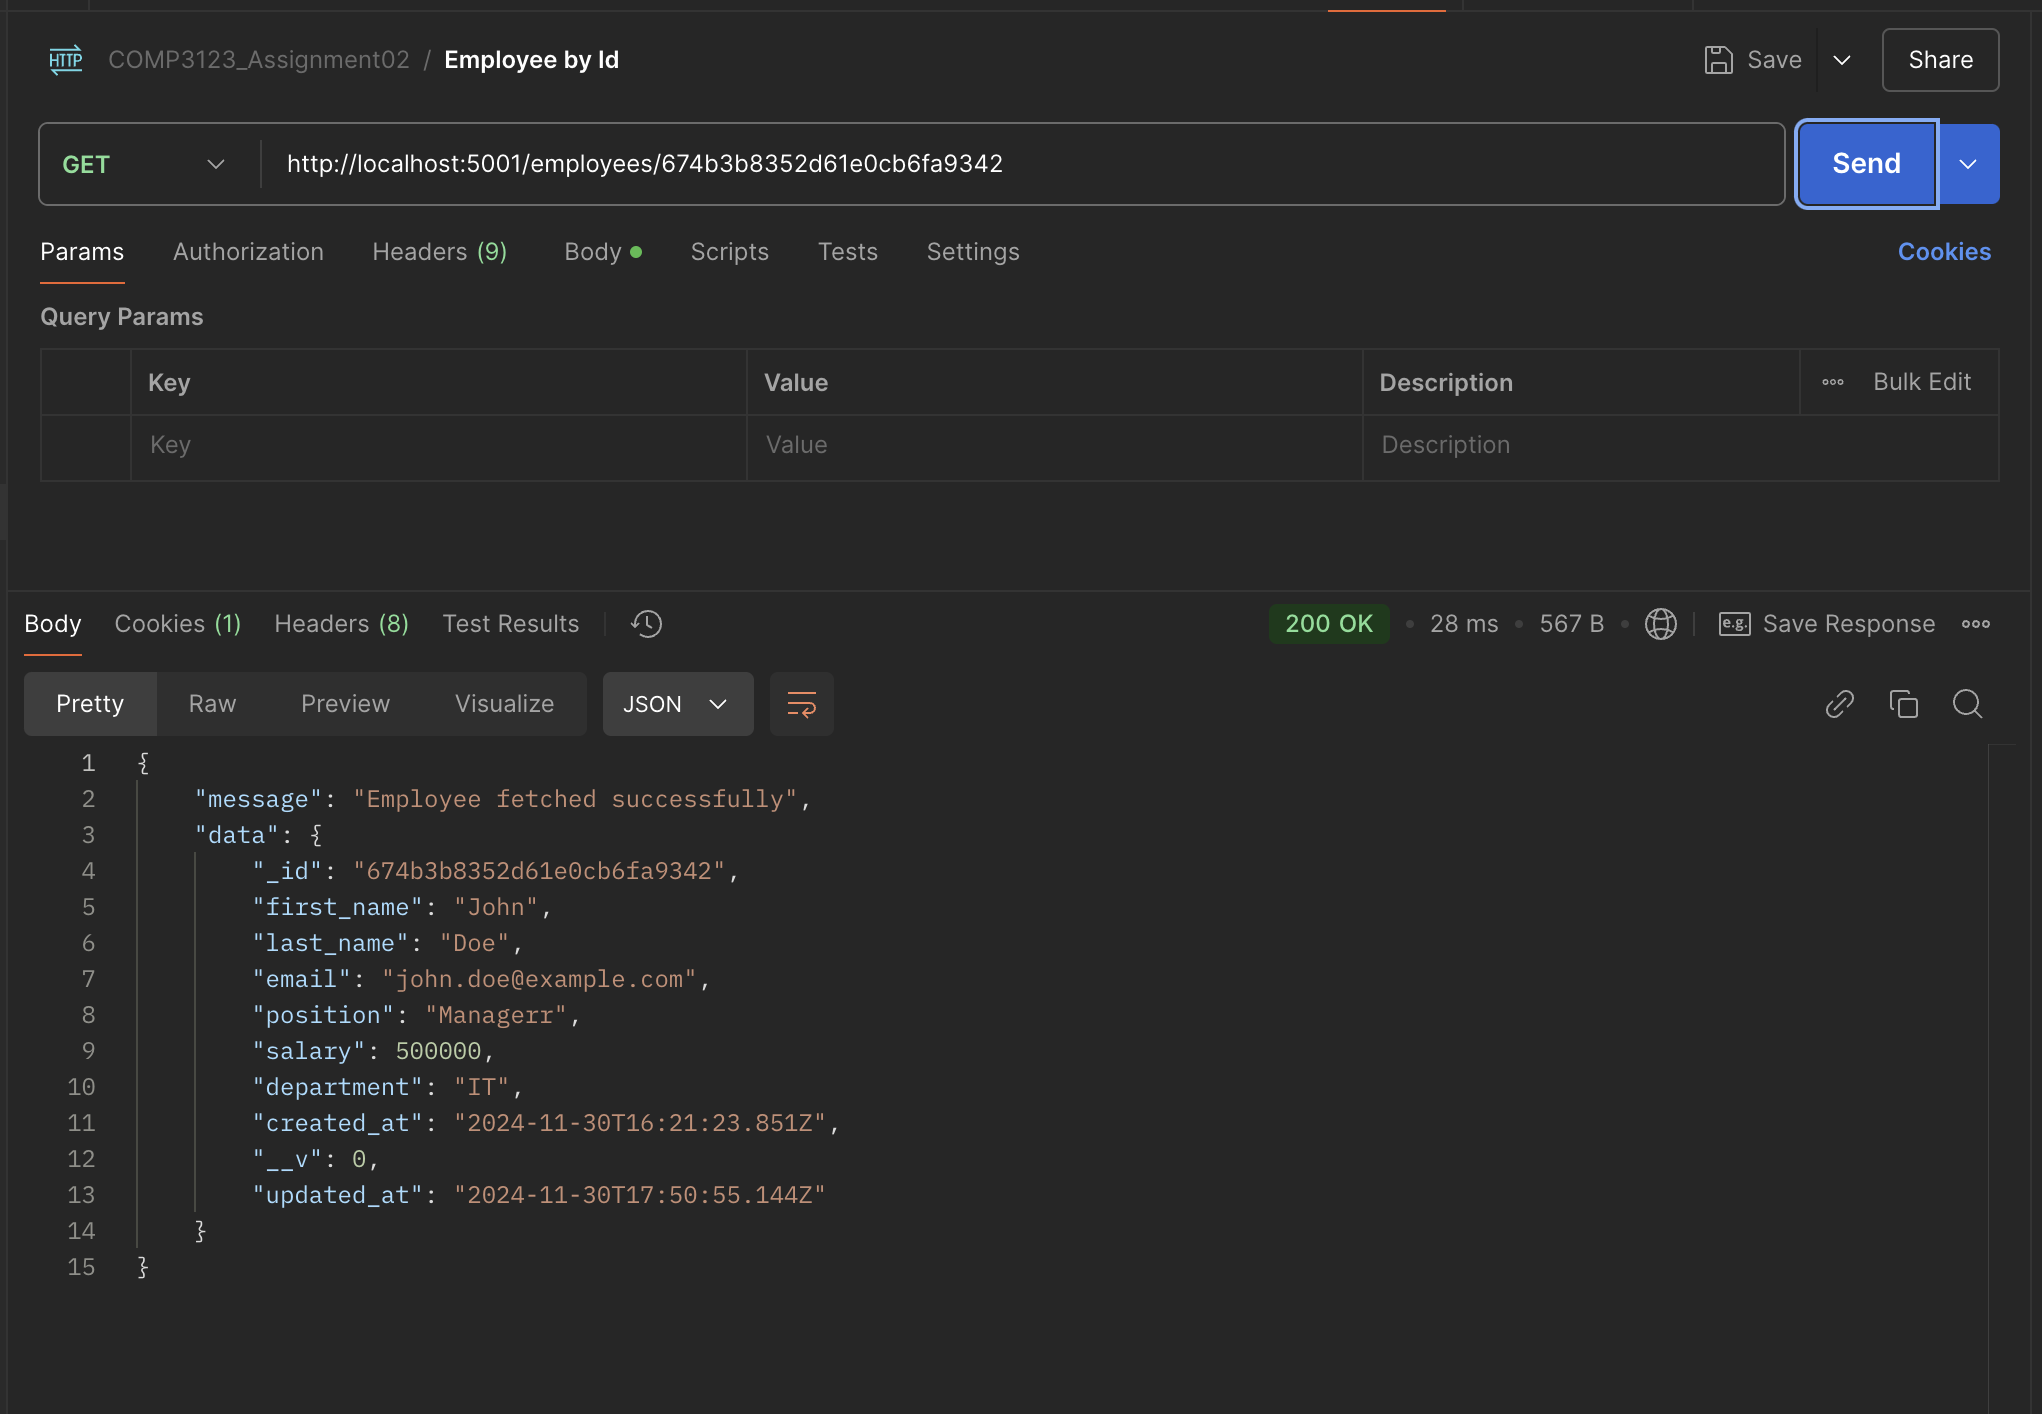 HTTP COMP3123_Assignment02 / Employee by Id Save Share
GET http://localhost:5001/employees/674b3b8352d61e0cb6fa9342 Send
Params Authorization Headers (9) Body Scripts Tests Settings Cookies
Query Params
Key Value Description Bulk Edit
Key Value Description
Body Cookies (1) Headers (8) Test Results 200 OK 28 ms 567 B e.g. Save Response
Pretty Raw Preview Visualize JSON
1 {
2 "message": "Employee fetched successfully",
3 "data": {
4 "_id": "674b3b8352d61e0cb6fa9342",
5 "first_name": "John",
6 "last_name": "Doe",
7 "email": "john.doe@example.com",
8 "position": "Managerr",
9 "salary": 500000,
10 "department": "IT",
11 "created_at": "2024-11-30T16:21:23.851Z",
12 "__v": 0,
13 "updated_at": "2024-11-30T17:50:55.144Z"
14 }
15 }